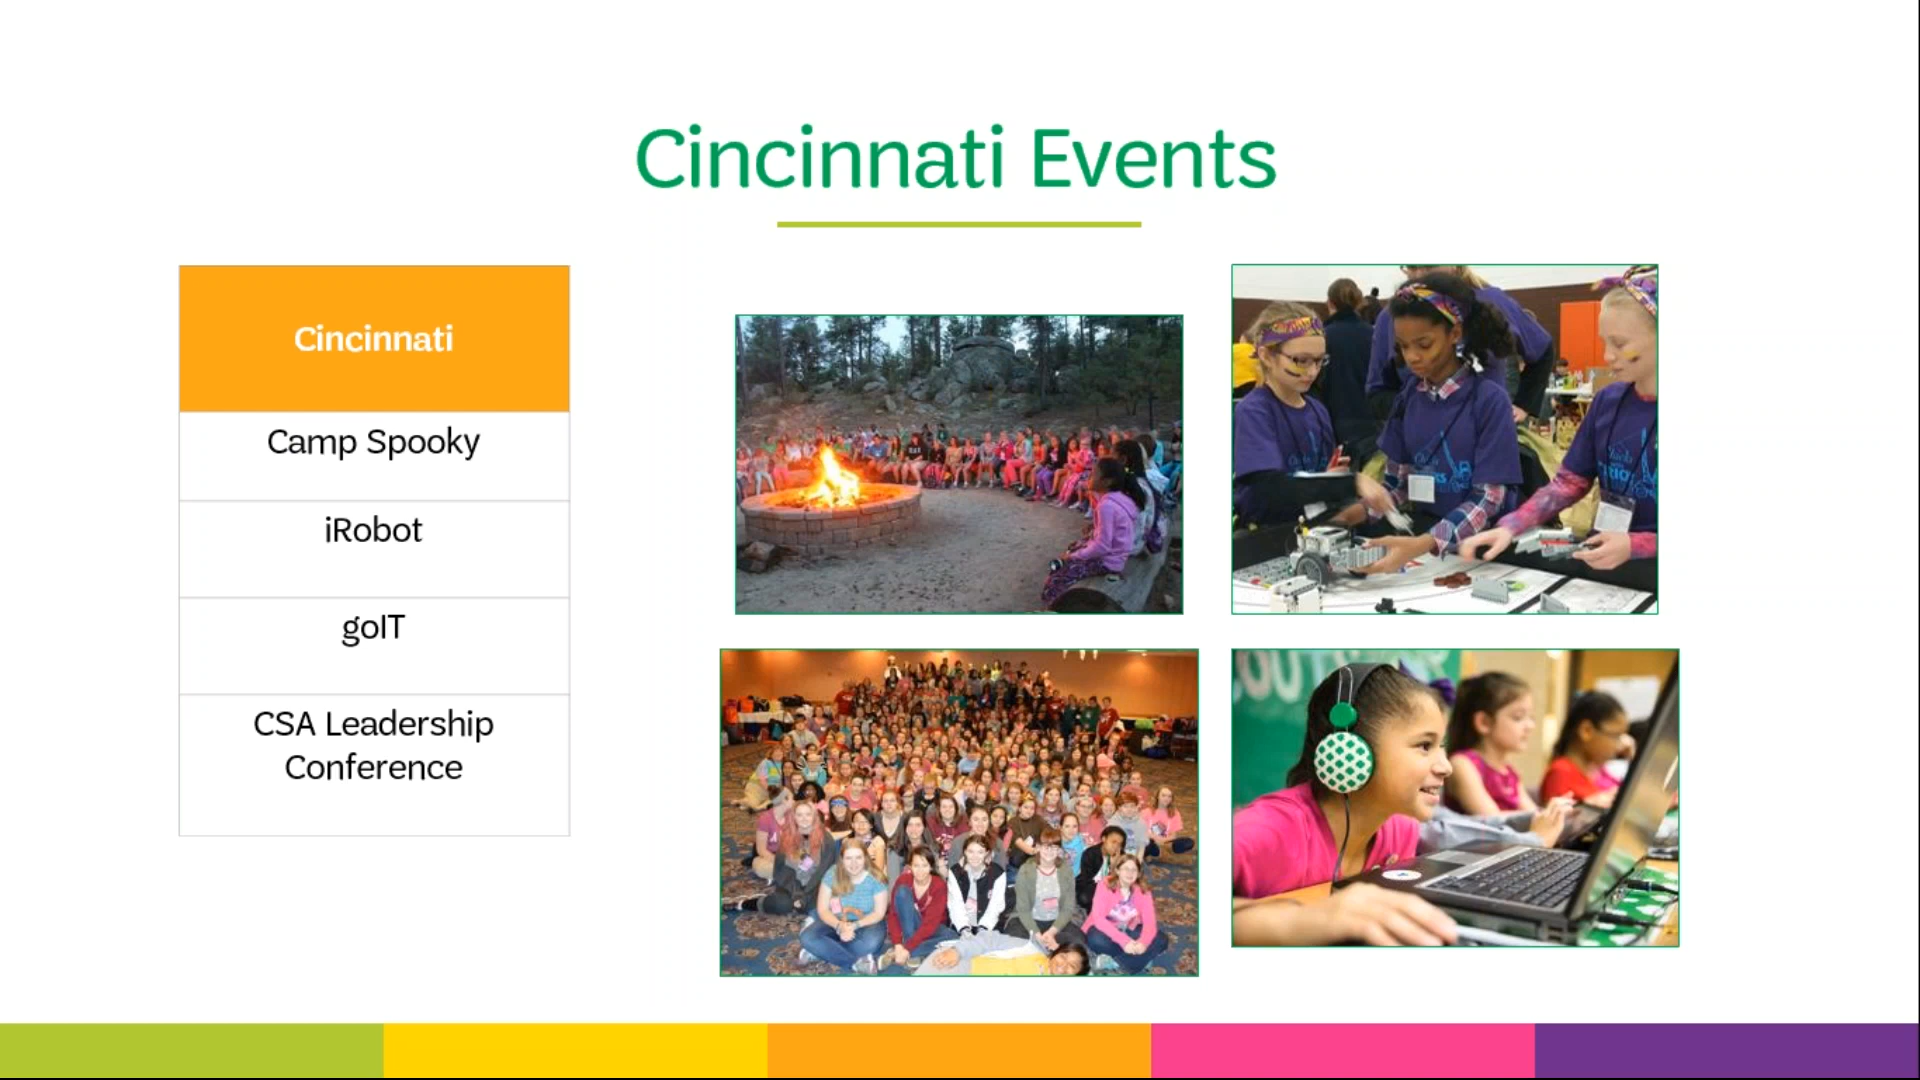 Cincinnati Events
Cincinnati
Camp Spooky
iRobot
goIT
CSA Leadership
Conference